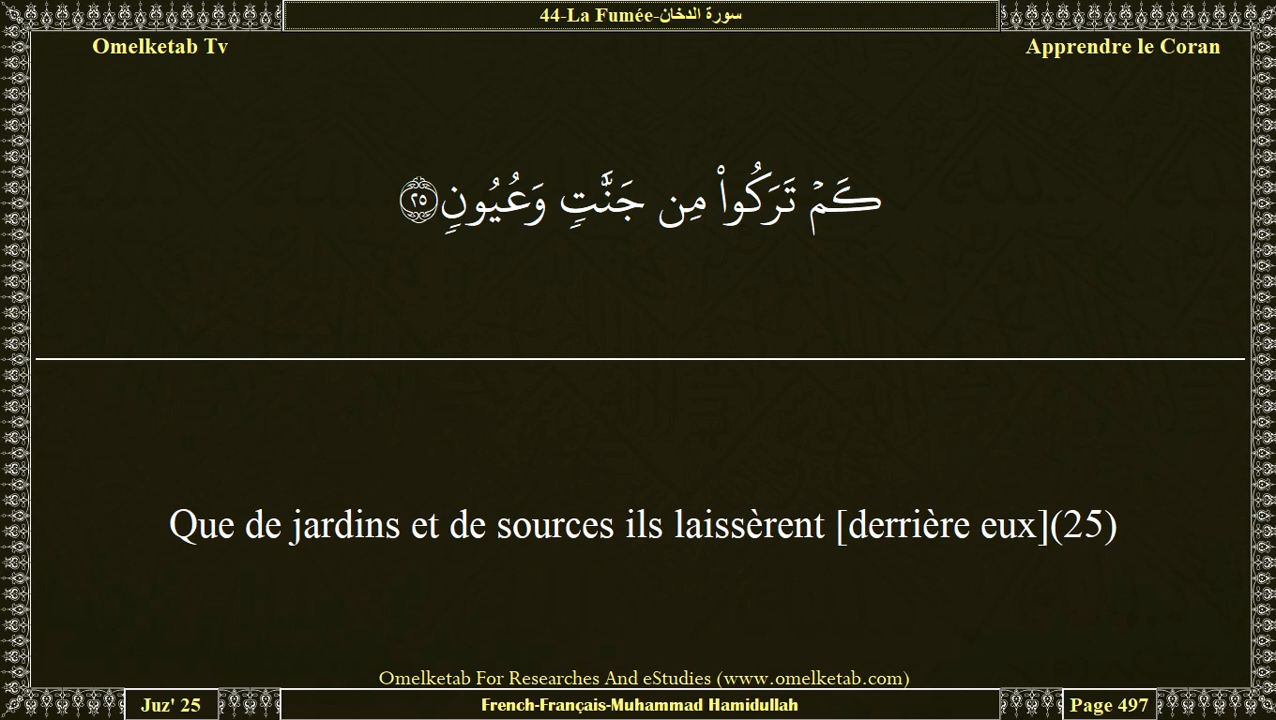 44-La Fumée-سورة الدخان
Omelketab Tv
Apprendre le Coran
كَمۡ تَرَكُواْ مِن جَنَّٰتٖ وَعُيُونٖ ٢٥
Que de jardins et de sources ils laissèrent [derrière eux](25)
Omelketab For Researches And eStudies (www.omelketab.com)
Juz' 25
French-Français-Muhammad Hamidullah
Page 497